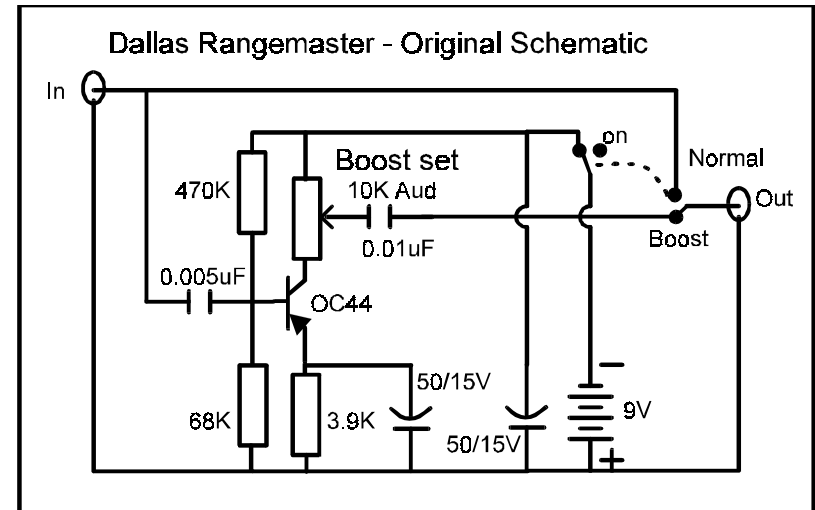 Dallas Rangemaster - Original Schematic
In
on
Normal
Boost set
470K
10K Aud
Out
0.01uF
Boost
0.005uF
OC44
50/15V
−
68K
3.9K
9V
50/15V
+